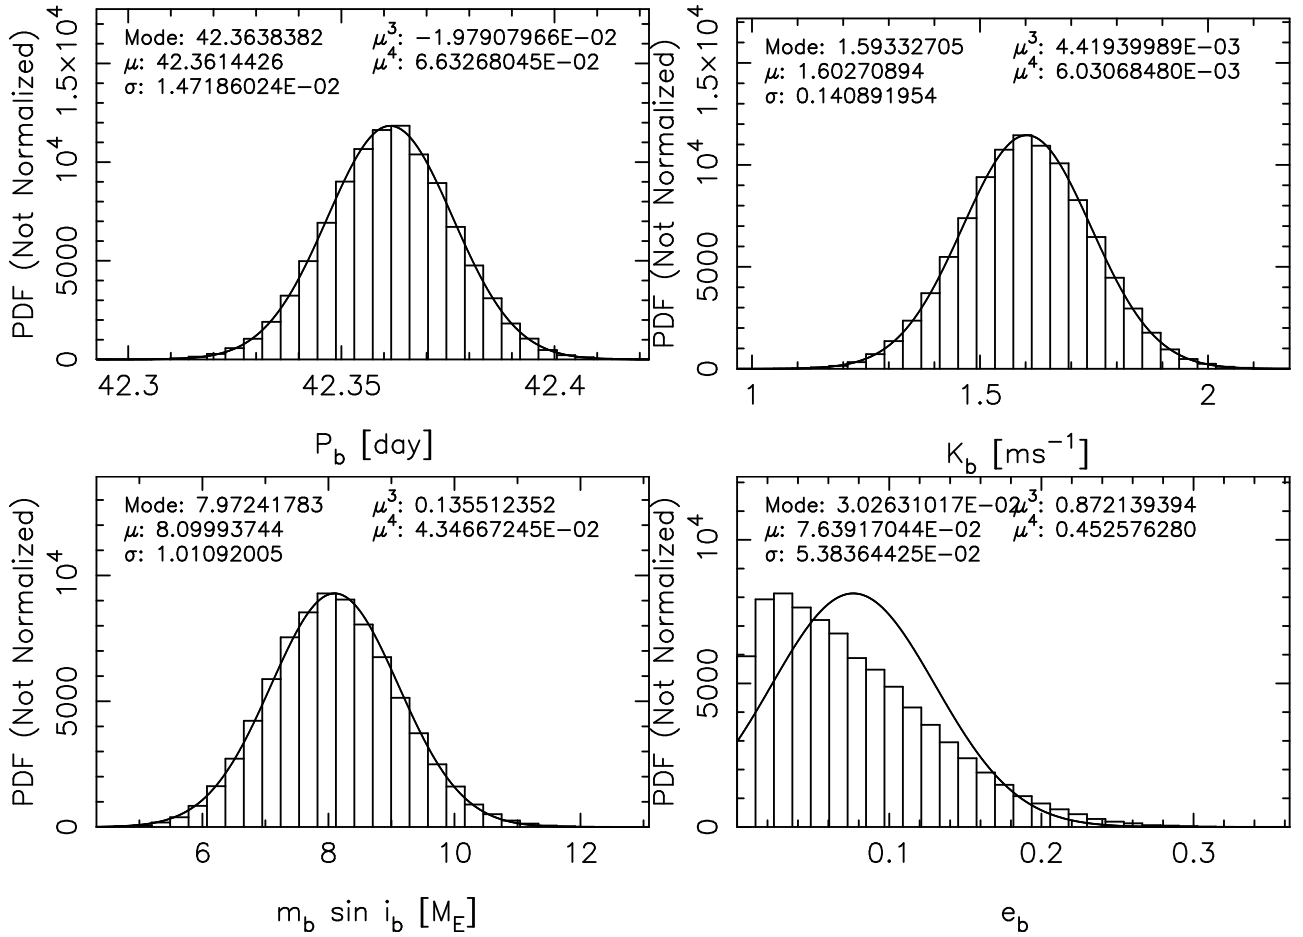 Mode: 42.3638382
μ: 42.3614426
σ: 1.47186024E−02
μ³: −1.97907966E−02
μ⁴: 6.63268045E−02
PDF (Not Normalized)
0
5000
10⁴
1.5×10⁴
42.3
42.35
42.4
P_b [day]
Mode: 1.59332705
μ: 1.60270894
σ: 0.140891954
μ³: 4.41939989E−03
μ⁴: 6.03068480E−03
PDF (Not Normalized)
0
5000
10⁴
1.5×10⁴
1
1.5
2
K_b [ms⁻¹]
Mode: 7.97241783
μ: 8.09993744
σ: 1.01092005
μ³: 0.135512352
μ⁴: 4.34667245E−02
PDF (Not Normalized)
0
5000
10⁴
6
8
10
12
m_b sin i_b [M_E]
Mode: 3.02631017E−02
μ: 7.63917044E−02
σ: 5.38364425E−02
μ³: 0.872139394
μ⁴: 0.452576280
PDF (Not Normalized)
0
5000
10⁴
0.1
0.2
0.3
e_b